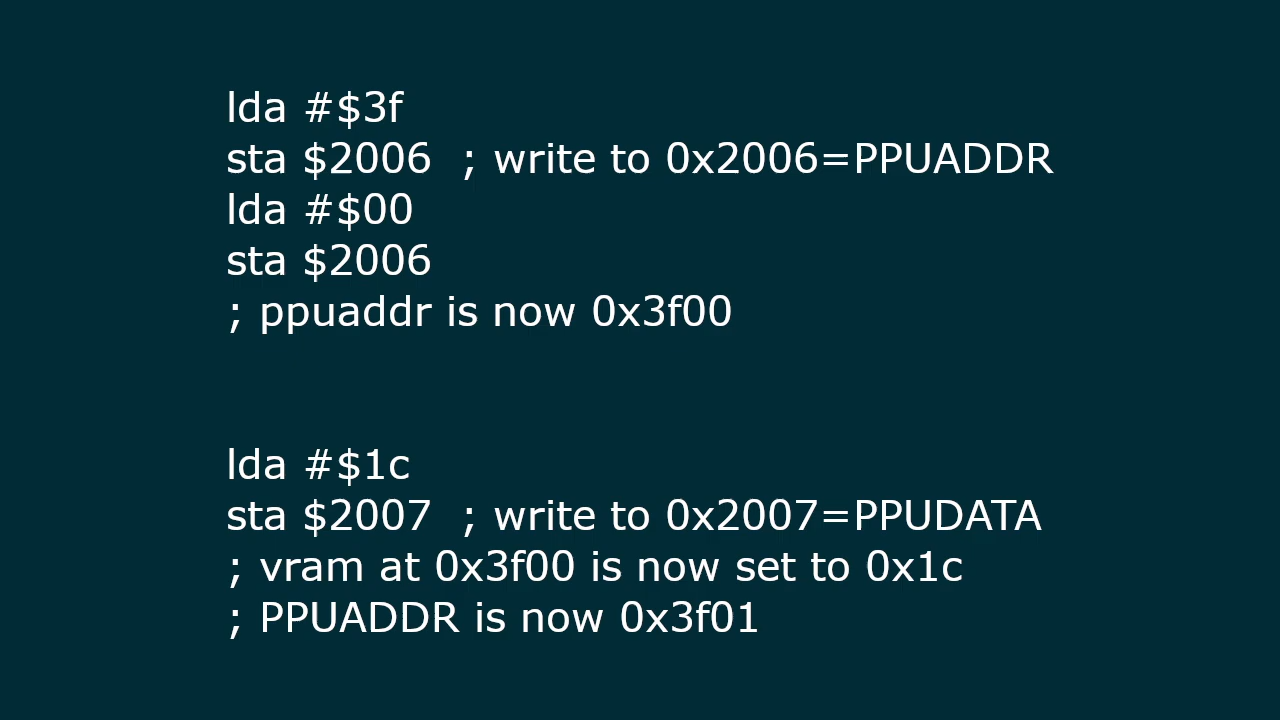 lda #$3f
sta $2006 ; write to 0x2006=PPUADDR
lda #$00
sta $2006
; ppuaddr is now 0x3f00
lda #$1c
sta $2007 ; write to 0x2007=PPUDATA
; vram at 0x3f00 is now set to 0x1c
; PPUADDR is now 0x3f01